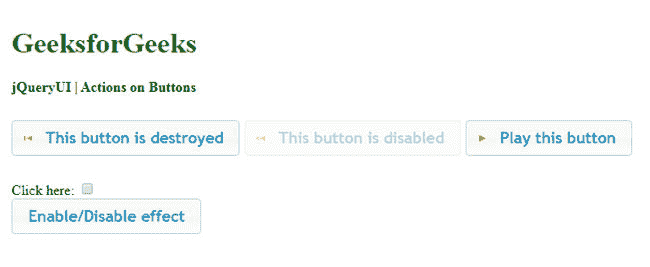 GeeksforGeeks
jQueryUI | Actions on Buttons
This button is destroyed This button is disabled Play this button
Click here:
Enable/Disable effect